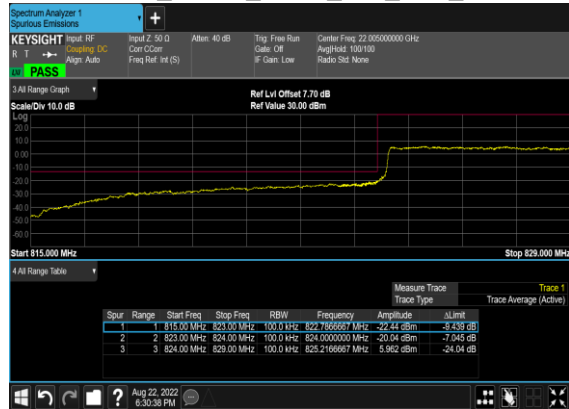 Spectrum Analyzer 1
Spurious Emissions
KEYSIGHT Input: RF Input Z: 50 Ω Atten: 40 dB Trig: Free Run Center Freq: 22.005000000 GHz
R T Coupling: DC Corr CCorr Gate: Off Avg|Hold: 100/100
Align: Auto Freq Ref: Int (S) IF Gain: Low Radio Std: None
PASS
3 All Range Graph
Ref Lvl Offset 7.70 dB
Scale/Div 10.0 dB Ref Value 30.00 dBm
Log
20.0
10.0
0.00
-10.0
-20.0
-30.0
-40.0
-50.0
-60.0
Start 815.000 MHz Stop 829.000 MHz
4 All Range Table
Measure Trace Trace 1
Trace Type Trace Average (Active)
Spur Range Start Freq Stop Freq RBW Frequency Amplitude ΔLimit
1 1 815.00 MHz 823.00 MHz 100.0 kHz 822.7866667 MHz -22.44 dBm -9.439 dB
2 2 823.00 MHz 824.00 MHz 100.0 kHz 824.0000000 MHz -20.04 dBm -7.045 dB
3 3 824.00 MHz 829.00 MHz 100.0 kHz 825.2166667 MHz 5.962 dBm -24.04 dB
Aug 22, 2022
6:30:38 PM